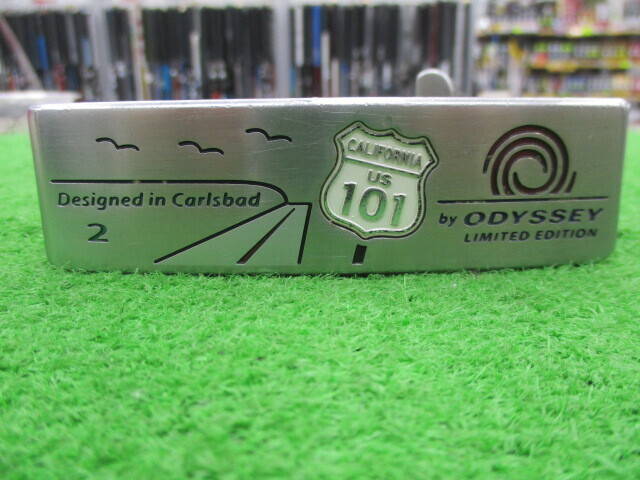 Designed in Carlsbad
2
CALIFORNIA
US
101
by ODYSSEY
LIMITED EDITION